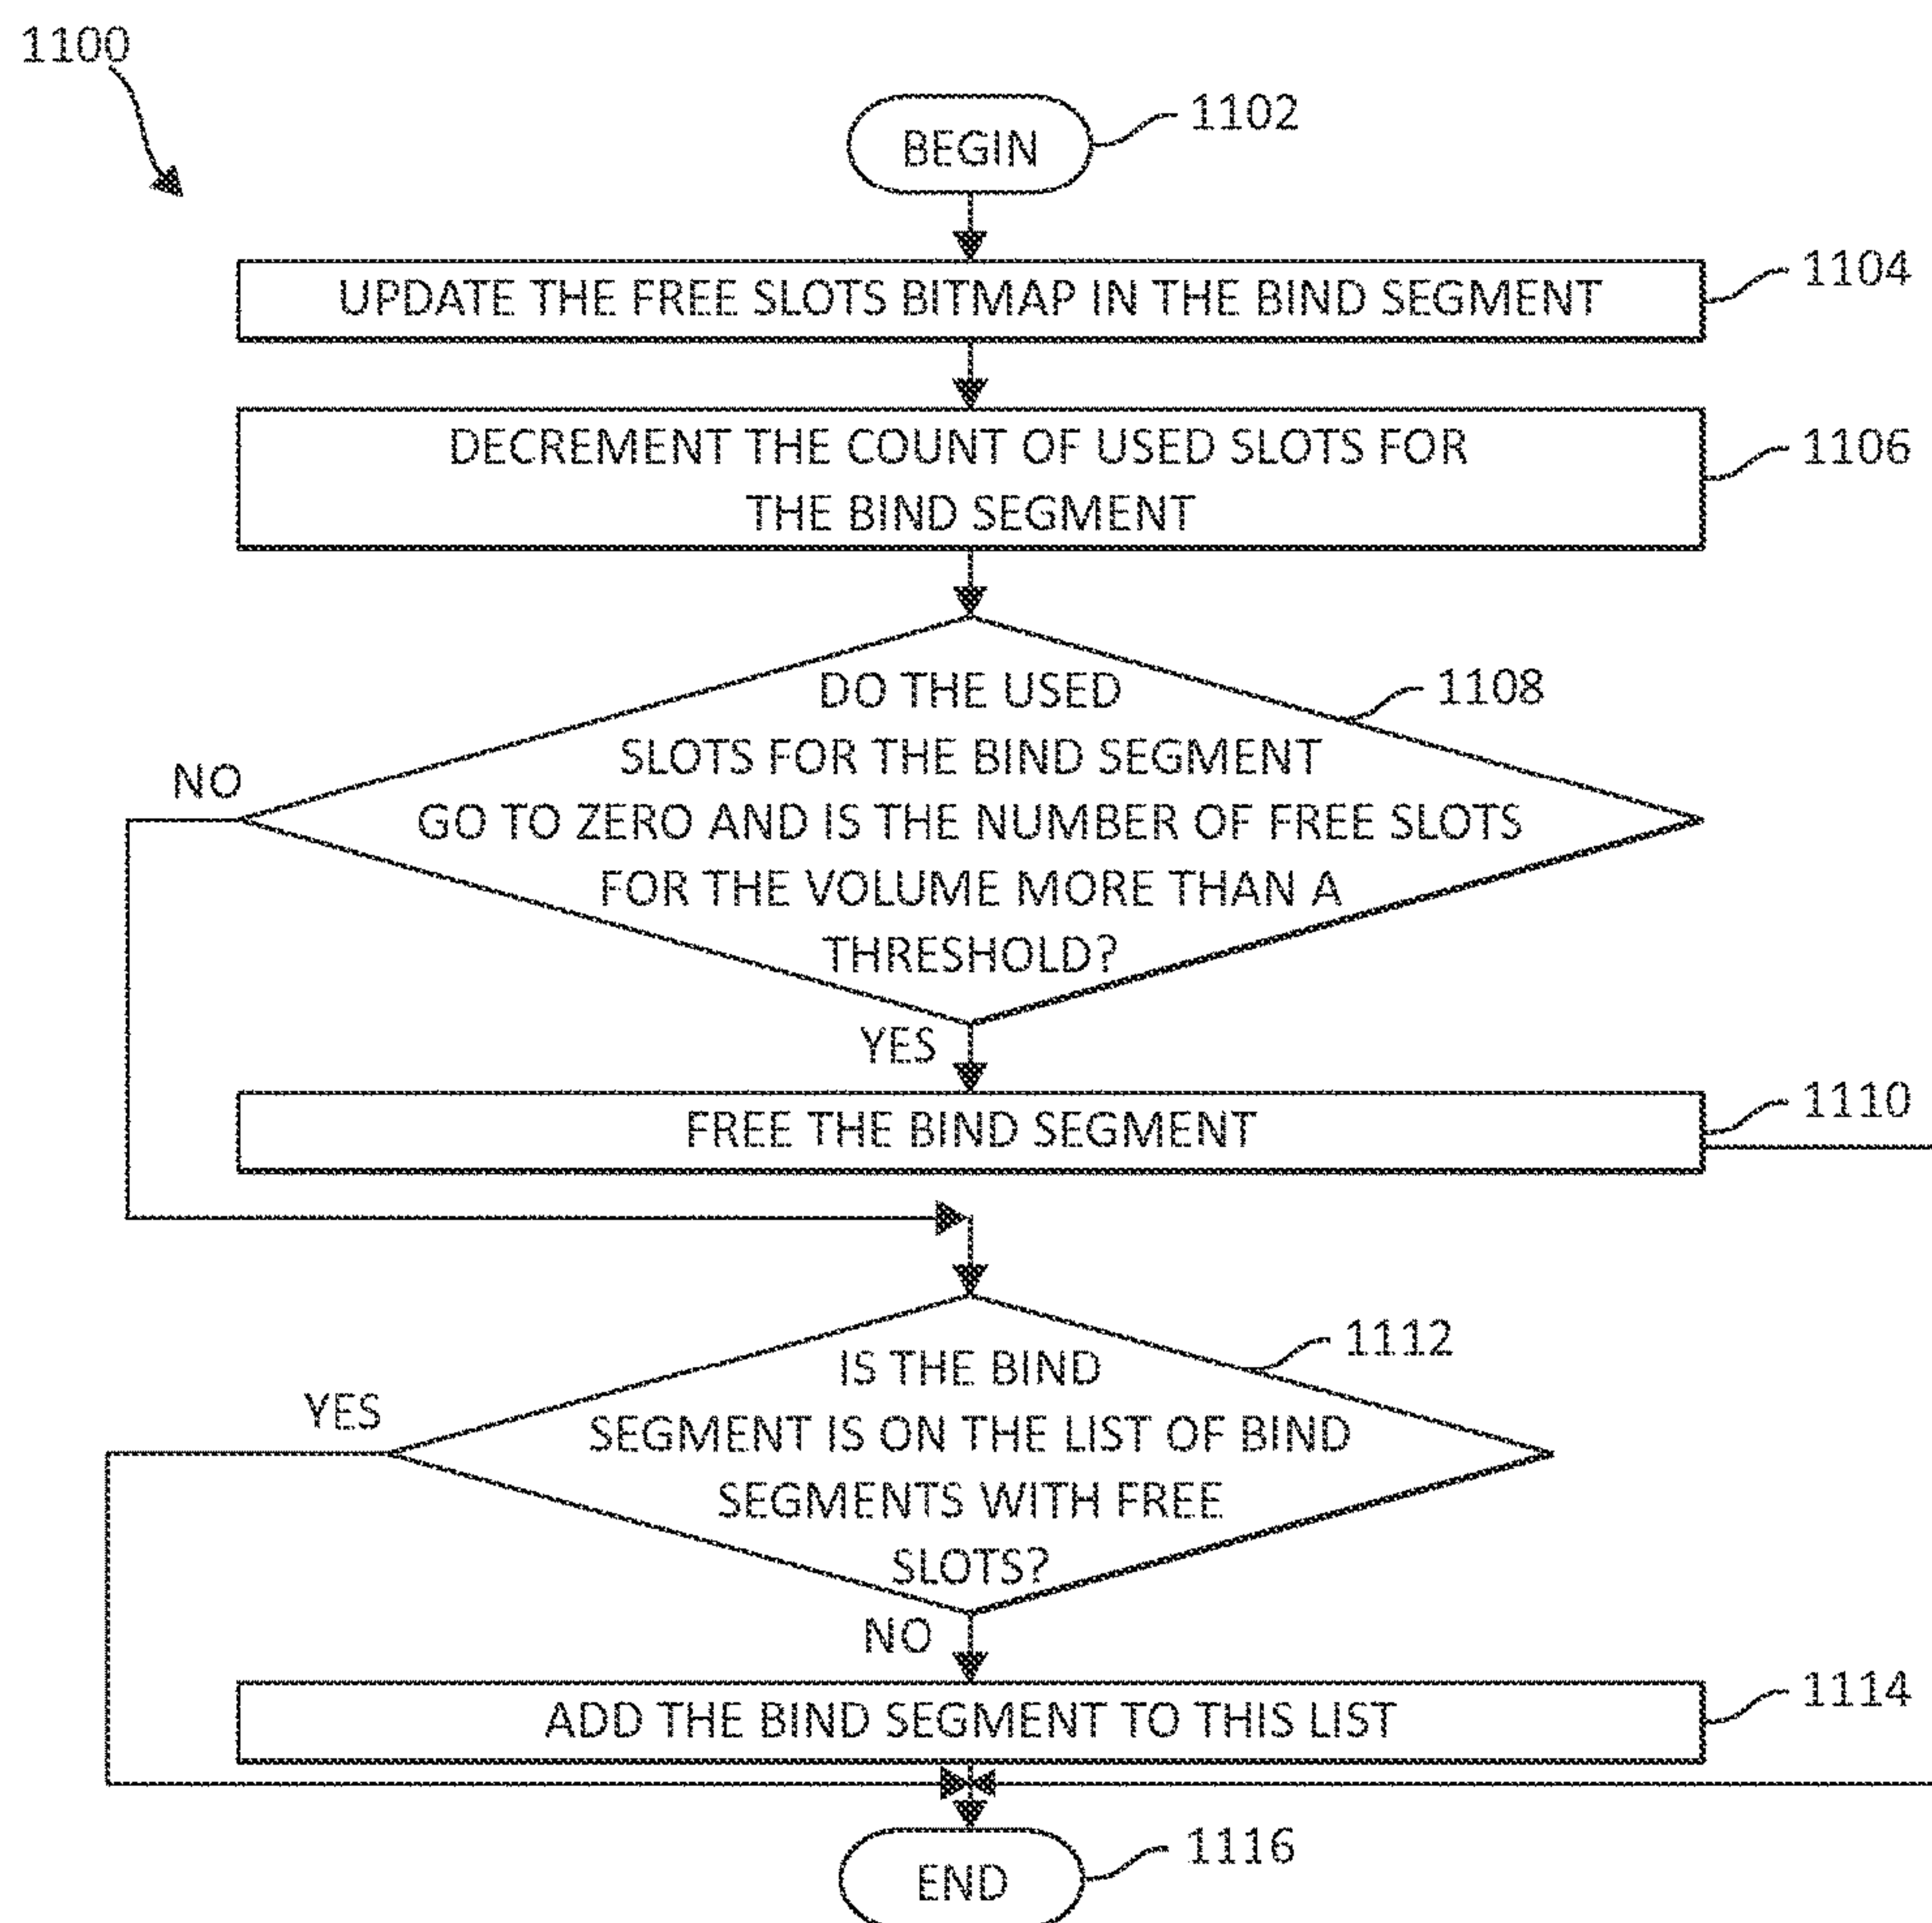 1100
BEGIN
1102
UPDATE THE FREE SLOTS BITMAP IN THE BIND SEGMENT
1104
DECREMENT THE COUNT OF USED SLOTS FOR
THE BIND SEGMENT
1106
DO THE USED
SLOTS FOR THE BIND SEGMENT
GO TO ZERO AND IS THE NUMBER OF FREE SLOTS
FOR THE VOLUME MORE THAN A
THRESHOLD?
1108
NO
YES
FREE THE BIND SEGMENT
1110
IS THE BIND
SEGMENT IS ON THE LIST OF BIND
SEGMENTS WITH FREE
SLOTS?
1112
YES
NO
ADD THE BIND SEGMENT TO THIS LIST
1114
END
1116